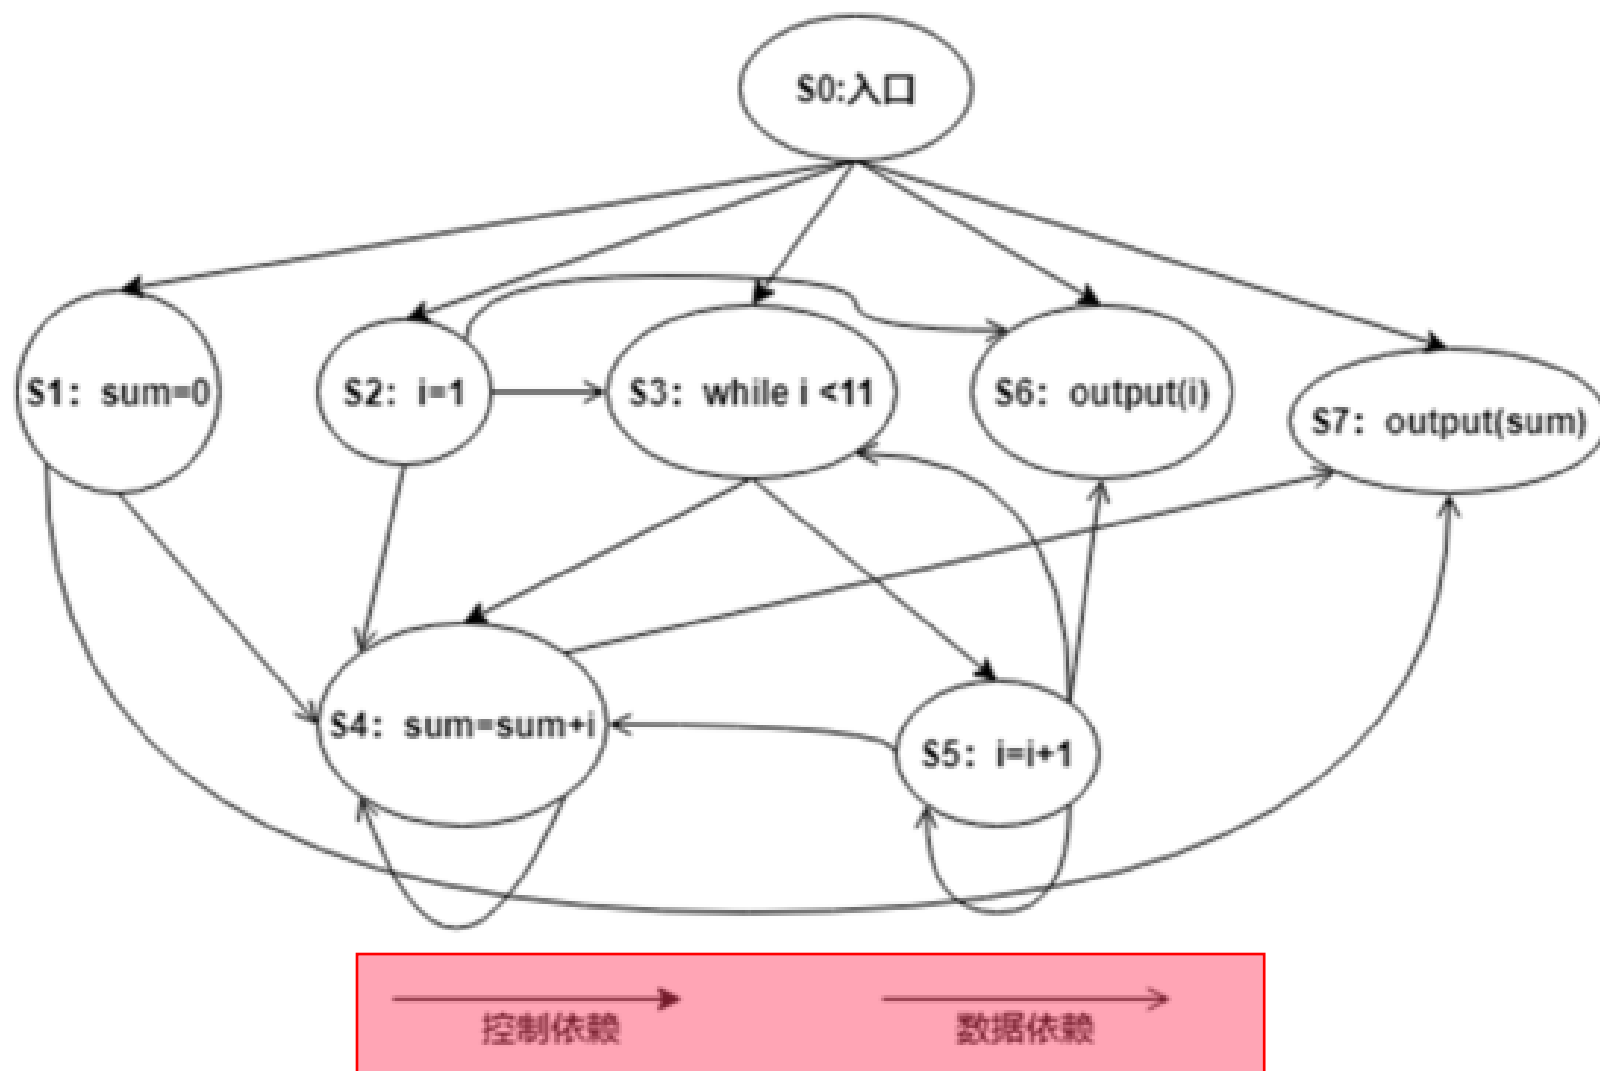 S0:入口
S1: sum=0
S2: i=1
S3: while i <11
S6: output(i)
S7: output(sum)
S4: sum=sum+i
S5: i=i+1
控制依赖
数据依赖